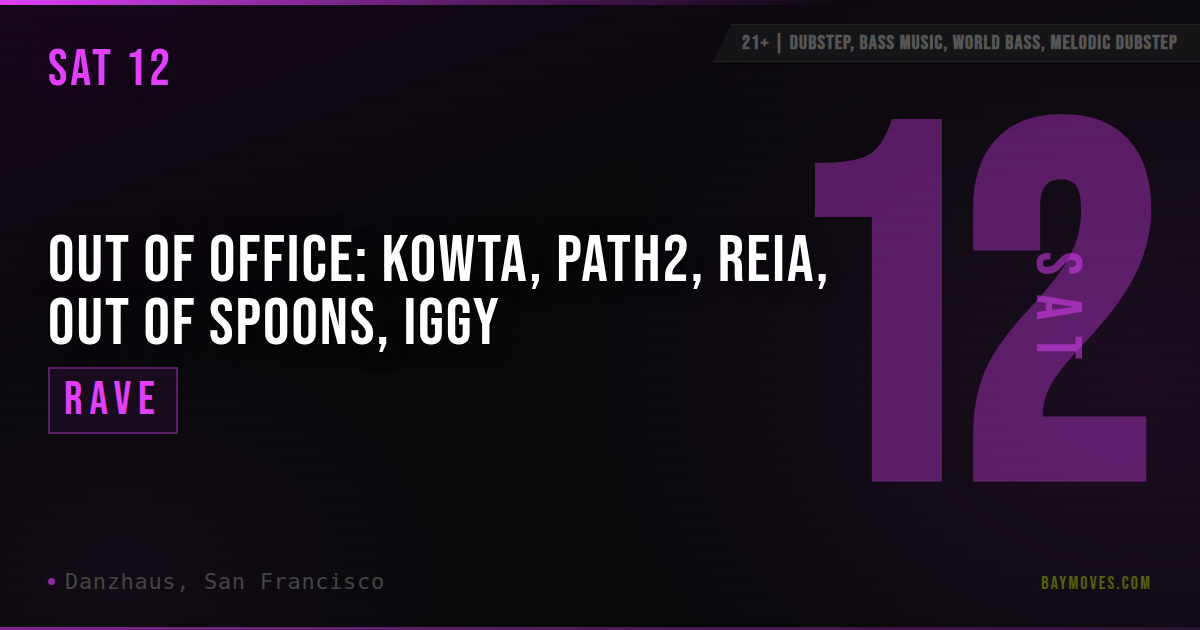 SAT 12
21+ | DUBSTEP, BASS MUSIC, WORLD BASS, MELODIC DUBSTEP
12
SAT
OUT OF OFFICE: KOWTA, PATH2, REIA,
OUT OF SPOONS, IGGY
RAVE
Danzhaus, San Francisco
BAYMOVES.COM